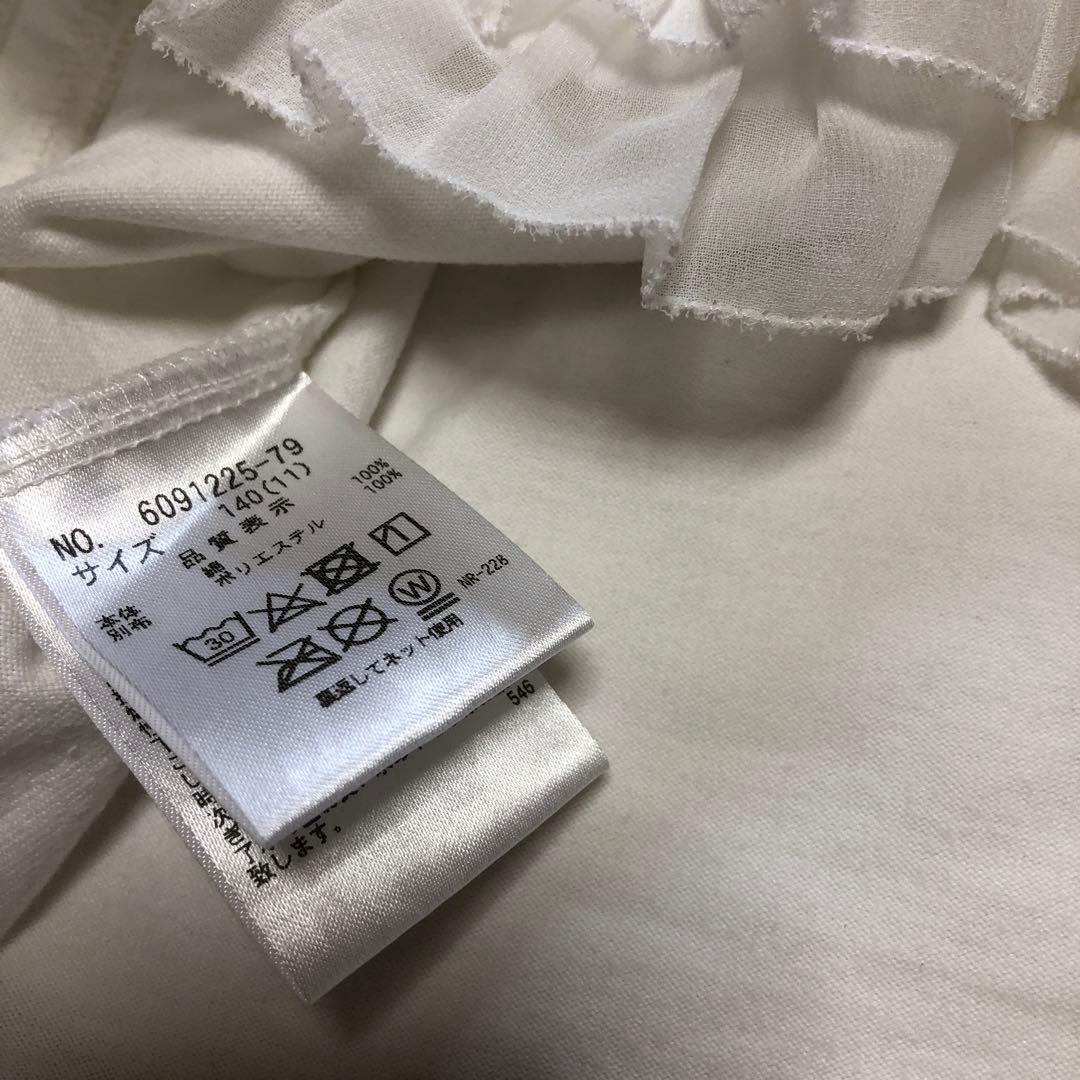 NO. 6091225-79
サイズ 140(11)
品質表示
本体 綿 100%
別布 ポリエステル 100%
30
W
NR-228
裏返してネット使用
546
致します。